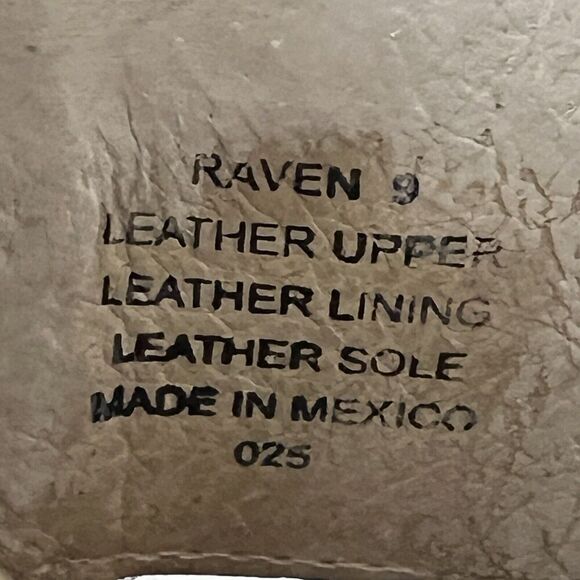 RAVEN 9
LEATHER UPPER
LEATHER LINING
LEATHER SOLE
MADE IN MEXICO
025